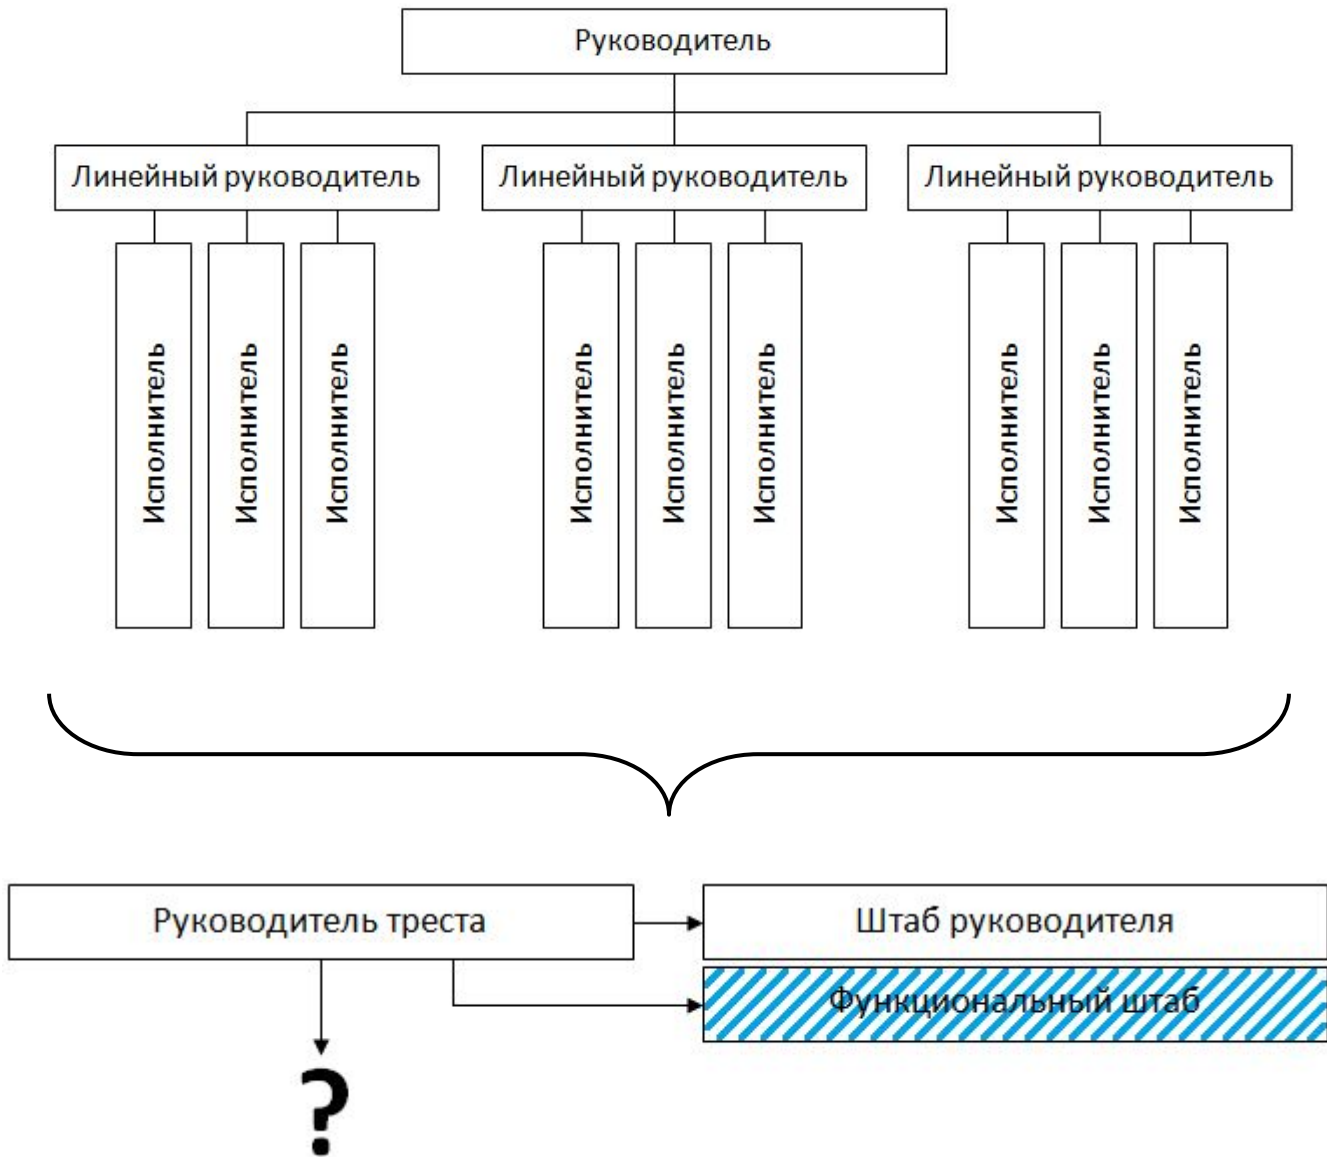 Руководитель
Линейный руководитель
Линейный руководитель
Линейный руководитель
Исполнитель
Исполнитель
Исполнитель
Исполнитель
Исполнитель
Исполнитель
Исполнитель
Исполнитель
Исполнитель
Руководитель треста
Штаб руководителя
Функциональный штаб
?